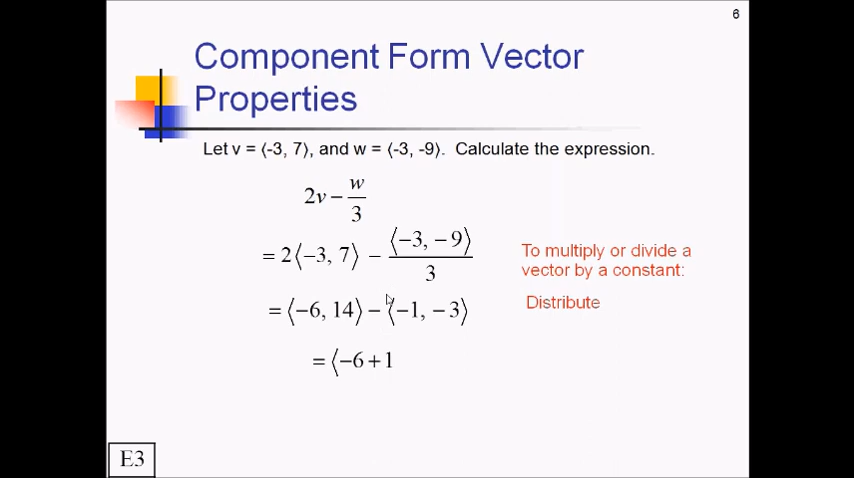 6
Component Form Vector
Properties
Let v = ⟨-3, 7⟩, and w = ⟨-3, -9⟩. Calculate the expression.
2v − w/3
= 2⟨−3, 7⟩ − ⟨−3, −9⟩/3
To multiply or divide a
vector by a constant:
Distribute
= ⟨−6, 14⟩ − ⟨−1, −3⟩
= ⟨−6 + 1
E3